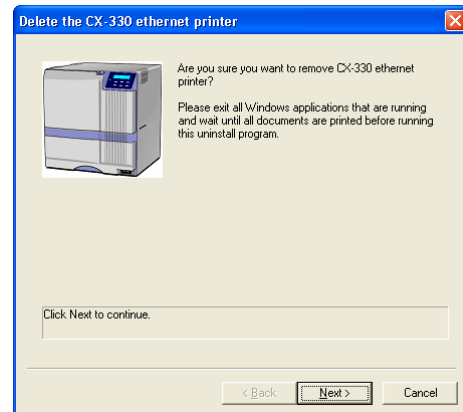 Delete the CX-330 ethernet printer
Are you sure you want to remove CX-330 ethernet
printer?
Please exit all Windows applications that are running
and wait until all documents are printed before running
this uninstall program.
Click Next to continue.
< Back
Next >
Cancel